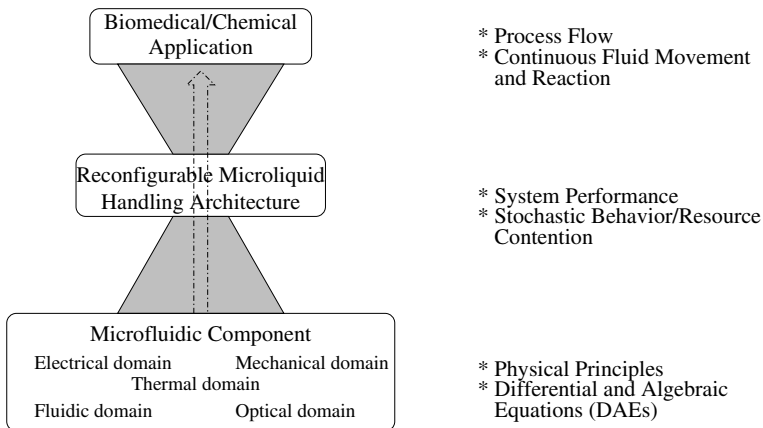 Biomedical/Chemical
Application
* Process Flow
* Continuous Fluid Movement
and Reaction
Reconfigurable Microliquid
Handling Architecture
* System Performance
* Stochastic Behavior/Resource
Contention
Microfluidic Component
Electrical domain
Mechanical domain
Thermal domain
Fluidic domain
Optical domain
* Physical Principles
* Differential and Algebraic
Equations (DAEs)